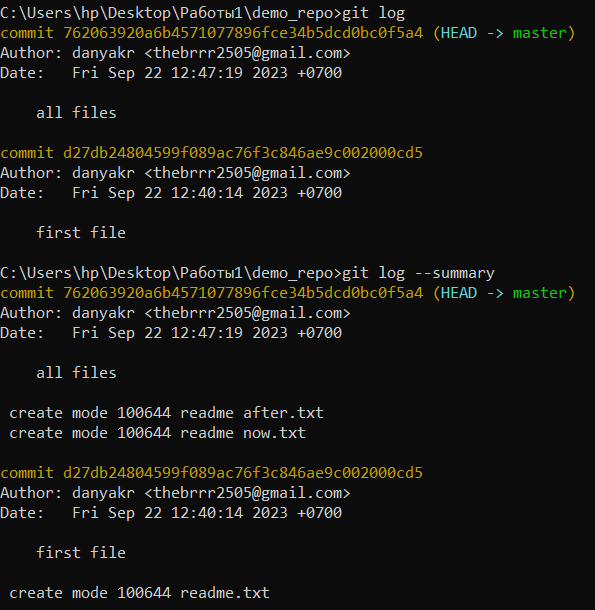 C:\Users\hp\Desktop\Работы1\demo_repo>git log
commit 762063920a6b4571077896fce34b5dcd0bc0f5a4 (HEAD -> master)
Author: danyakr <thebrrr2505@gmail.com>
Date:   Fri Sep 22 12:47:19 2023 +0700
    all files
commit d27db24804599f089ac76f3c846ae9c002000cd5
Author: danyakr <thebrrr2505@gmail.com>
Date:   Fri Sep 22 12:40:14 2023 +0700
    first file
C:\Users\hp\Desktop\Работы1\demo_repo>git log --summary
commit 762063920a6b4571077896fce34b5dcd0bc0f5a4 (HEAD -> master)
Author: danyakr <thebrrr2505@gmail.com>
Date:   Fri Sep 22 12:47:19 2023 +0700
    all files
 create mode 100644 readme after.txt
 create mode 100644 readme now.txt
commit d27db24804599f089ac76f3c846ae9c002000cd5
Author: danyakr <thebrrr2505@gmail.com>
Date:   Fri Sep 22 12:40:14 2023 +0700
    first file
 create mode 100644 readme.txt